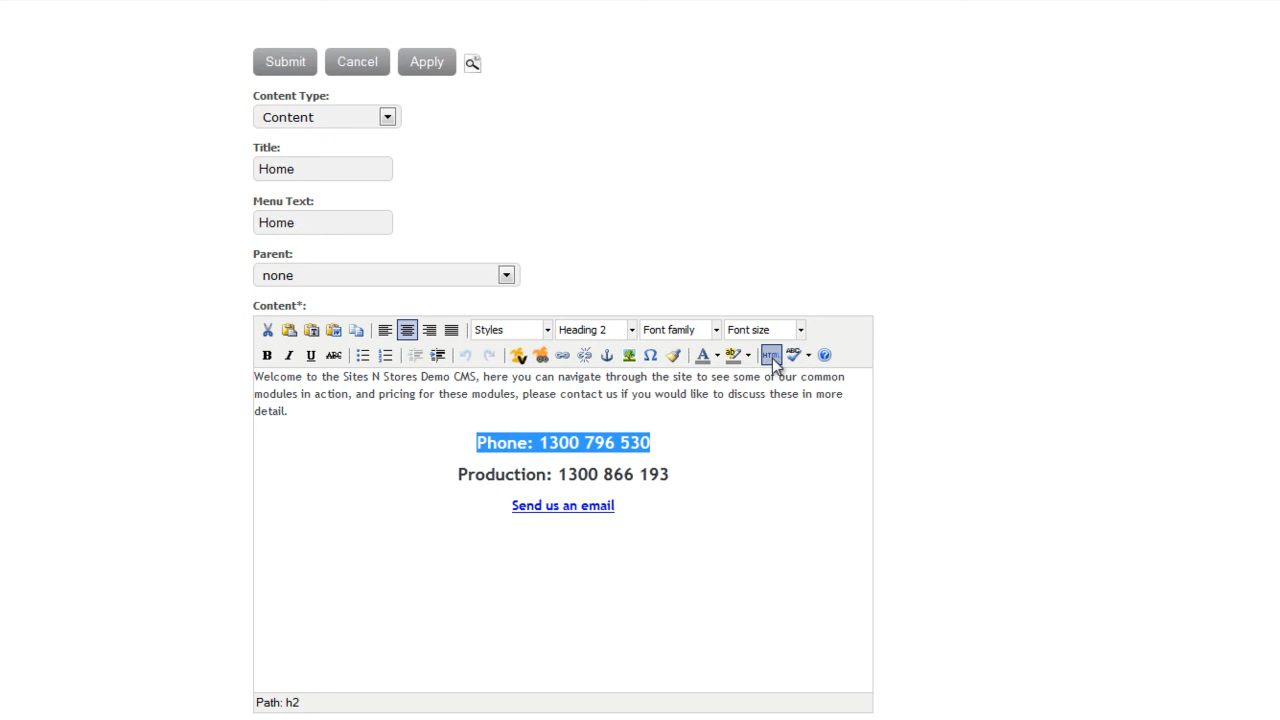 Submit Cancel Apply
Content Type:
Content
Title:
Home
Menu Text:
Home
Parent:
none
Content*:
Styles Heading 2 Font family Font size
B I U ABC Ω A ab HTML ABC ?
Welcome to the Sites N Stores Demo CMS, here you can navigate through the site to see some of our common
modules in action, and pricing for these modules, please contact us if you would like to discuss these in more
detail.
Phone: 1300 796 530
Production: 1300 866 193
Send us an email
Path: h2